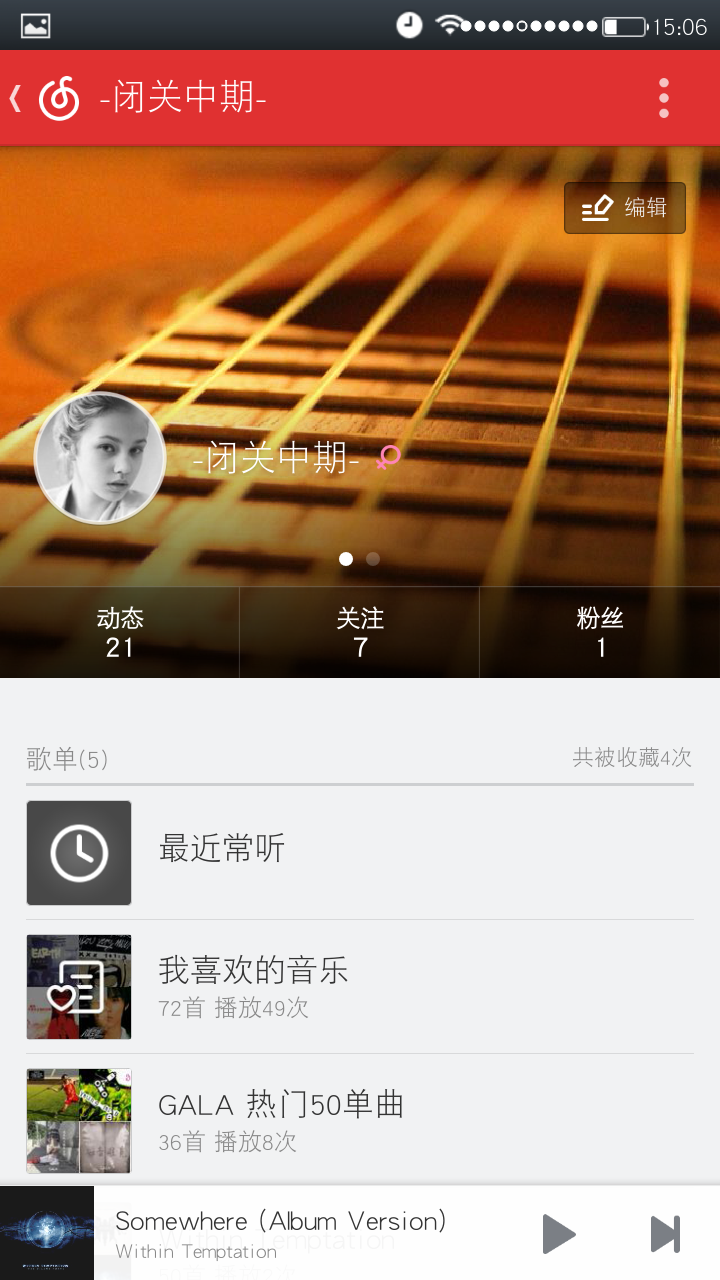 15:06
-闭关中期-
编辑
-闭关中期-
动态
21
关注
7
粉丝
1
歌单(5)
共被收藏4次
最近常听
我喜欢的音乐
72首 播放49次
GALA 热门50单曲
36首 播放8次
Somewhere (Album Version)
Within Temptation